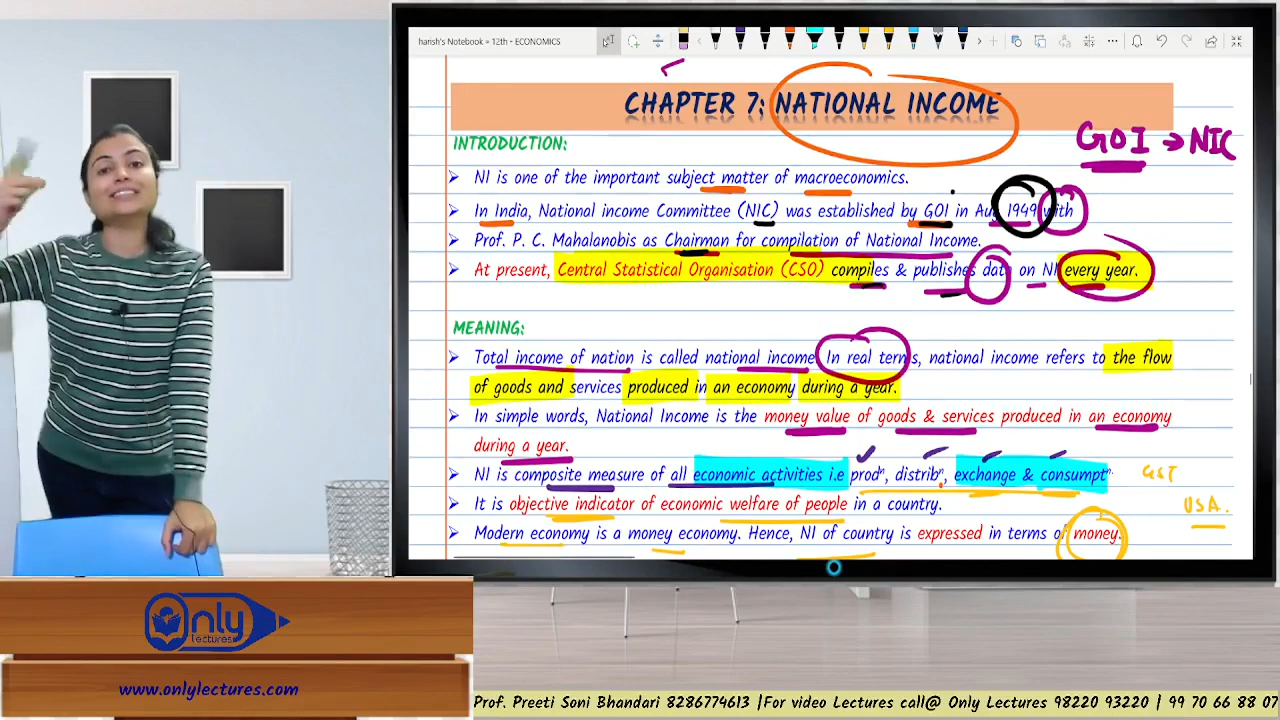 harish's Notebook » 12th - ECONOMICS
CHAPTER 7: NATIONAL INCOME
INTRODUCTION:
GOI → NIC
➤ NI is one of the important subject matter of macroeconomics.
➤ In India, National income Committee (NIC) was established by GOI in Au 1949 with
➤ Prof. P. C. Mahalanobis as Chairman for compilation of National Income.
➤ At present, Central Statistical Organisation (CSO) compiles & publishes data on NI every year.
MEANING:
➤ Total income of nation is called national income. In real terms, national income refers to the flow
of goods and services produced in an economy during a year.
➤ In simple words, National Income is the money value of goods & services produced in an economy
during a year.
➤ NI is composite measure of all economic activities i.e prodⁿ, distribⁿ, exchange & consumptⁿ.
GST
➤ It is objective indicator of economic welfare of people in a country.
USA.
➤ Modern economy is a money economy. Hence, NI of country is expressed in terms of money.
Only
lectures
www.onlylectures.com
Prof. Preeti Soni Bhandari 8286774613 |For video Lectures call@ Only Lectures 98220 93220 | 99 70 66 88 07